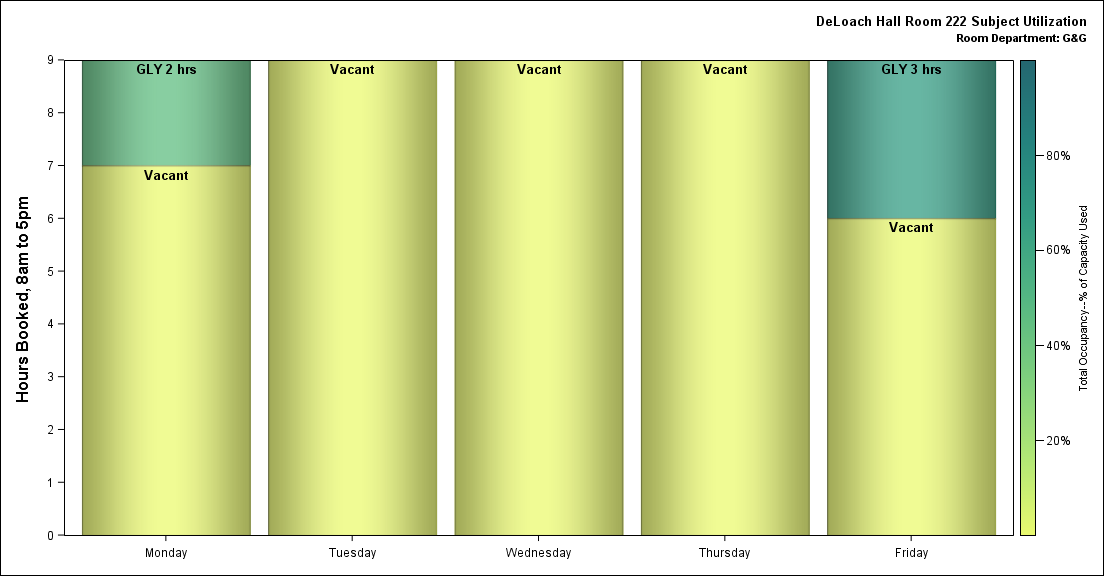 DeLoach Hall Room 222 Subject Utilization
Room Department: G&G
Hours Booked, 8am to 5pm
9
8
7
6
5
4
3
2
1
0
GLY 2 hrs
Vacant
Vacant
Vacant
Vacant
GLY 3 hrs
Vacant
Monday
Tuesday
Wednesday
Thursday
Friday
80%
60%
40%
20%
Total Occupancy--% of Capacity Used